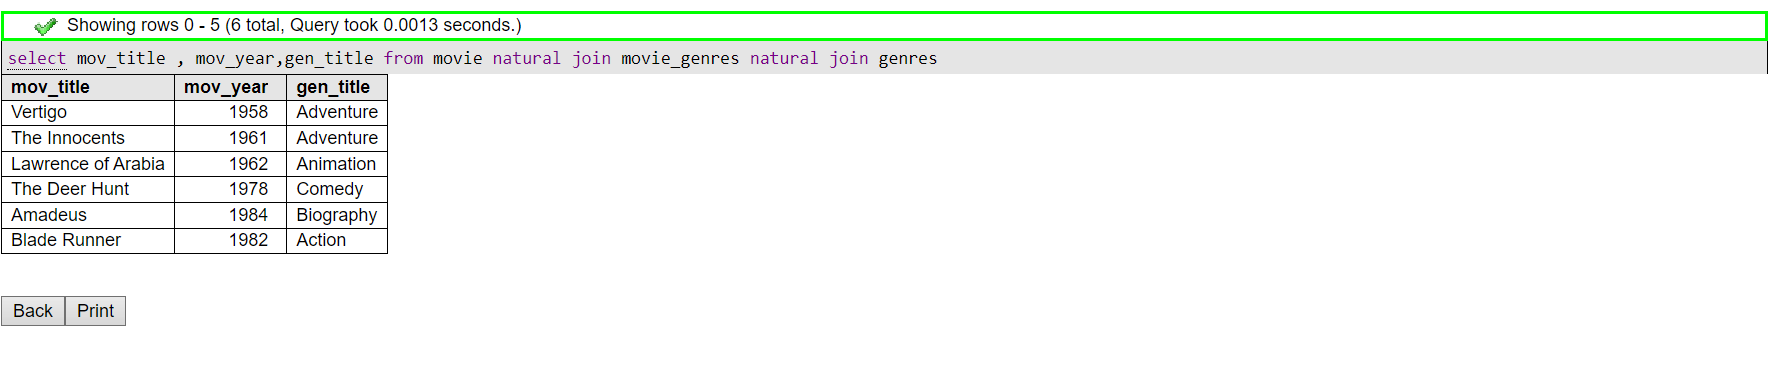 Showing rows 0 - 5 (6 total, Query took 0.0013 seconds.)
select mov_title , mov_year,gen_title from movie natural join movie_genres natural join genres
mov_title mov_year gen_title
Vertigo 1958 Adventure
The Innocents 1961 Adventure
Lawrence of Arabia 1962 Animation
The Deer Hunt 1978 Comedy
Amadeus 1984 Biography
Blade Runner 1982 Action
Back Print